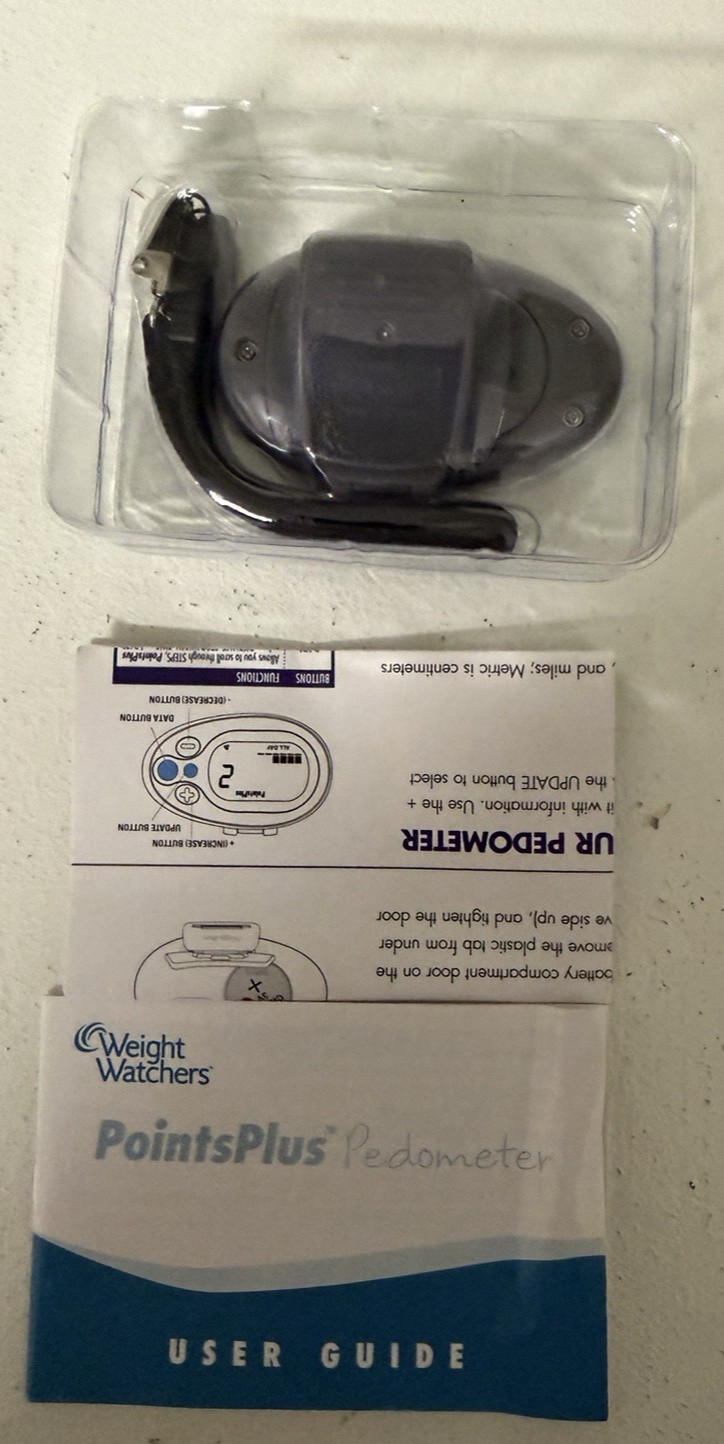 Allows you to scroll through STEPS, PointsPlus
BUTTONS FUNCTIONS
- (DECREASE) BUTTON
DATA BUTTON
ALL DAY
2
PointsPlus
UPDATE BUTTON
+ (INCREASE) BUTTON
, and miles; Metric is centimeters
the UPDATE button to select
it with information. Use the +
UR PEDOMETER
ve side up), and tighten the door
emove the plastic tab from under
battery compartment door on the
+
Weight
Watchers
PointsPlus™ Pedometer
USER GUIDE